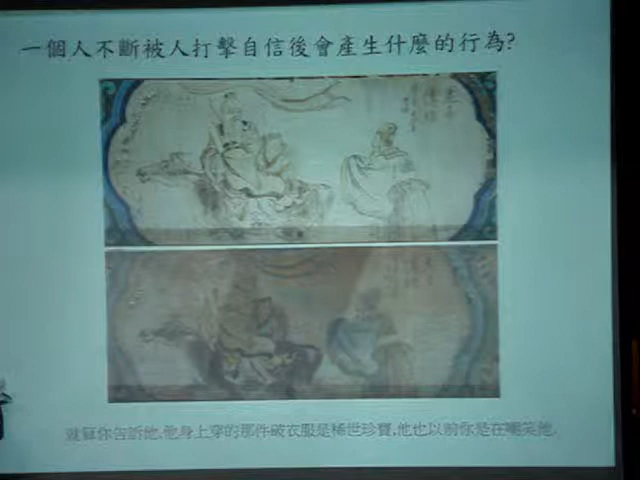 一個人不斷被人打擊自信後會產生什麼的行為?
就算你告訴他,他身上穿的那件破衣服是稀世珍寶,他也以前你是在嘲笑他.